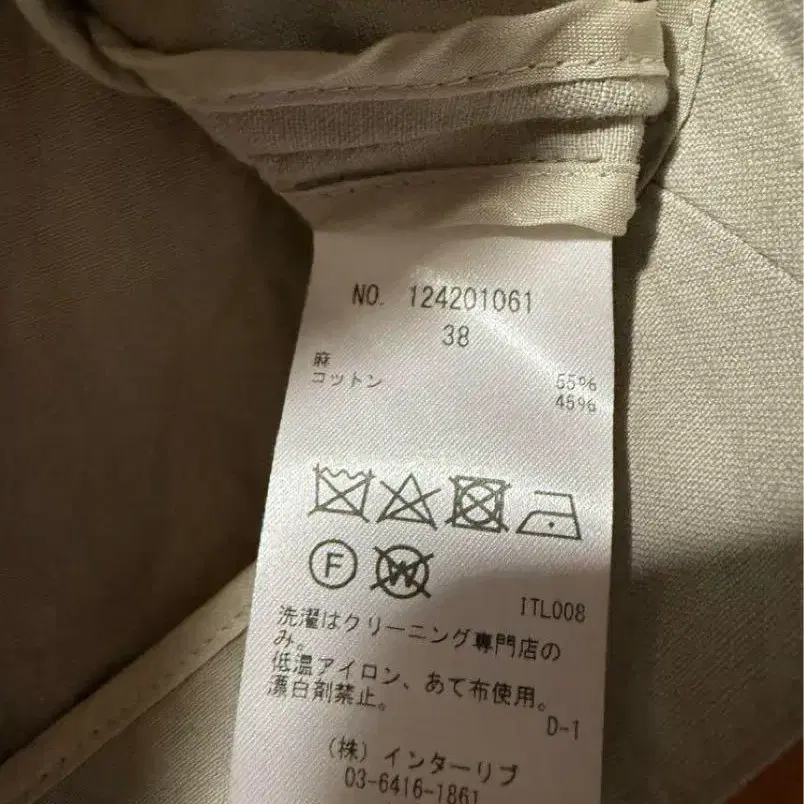 NO. 124201061
38
麻 55%
コットン 45%
F W
ITL008
洗濯はクリーニング専門店の
み。
低温アイロン、あて布使用。
漂白剤禁止。
D-1
(株)インターリブ
03-6416-1861